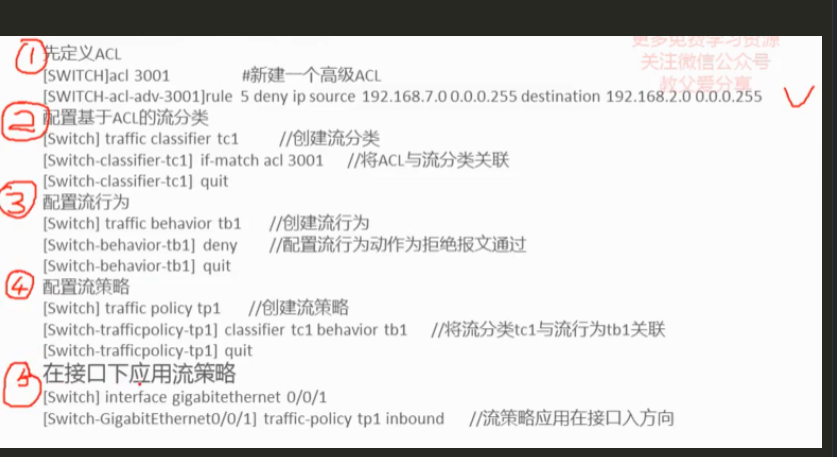 更多免费学习资源
关注微信公众号
教父爱分享
① 先定义ACL
[SWITCH]acl 3001 #新建一个高级ACL
[SWITCH-acl-adv-3001]rule 5 deny ip source 192.168.7.0 0.0.0.255 destination 192.168.2.0 0.0.0.255
② 配置基于ACL的流分类
[Switch] traffic classifier tc1 //创建流分类
[Switch-classifier-tc1] if-match acl 3001 //将ACL与流分类关联
[Switch-classifier-tc1] quit
③ 配置流行为
[Switch] traffic behavior tb1 //创建流行为
[Switch-behavior-tb1] deny //配置流行为动作为拒绝报文通过
[Switch-behavior-tb1] quit
④ 配置流策略
[Switch] traffic policy tp1 //创建流策略
[Switch-trafficpolicy-tp1] classifier tc1 behavior tb1 //将流分类tc1与流行为tb1关联
[Switch-trafficpolicy-tp1] quit
⑤ 在接口下应用流策略
[Switch] interface gigabitethernet 0/0/1
[Switch-GigabitEthernet0/0/1] traffic-policy tp1 inbound //流策略应用在接口入方向